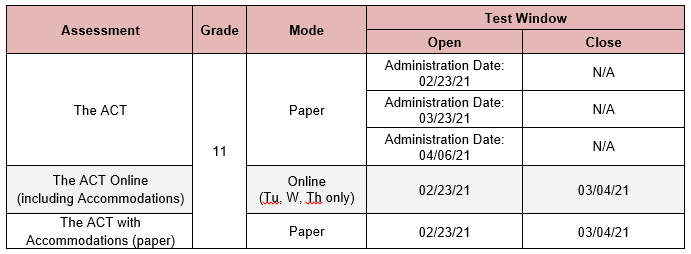 Assessment Grade Mode Test Window
Open Close
The ACT 11 Paper Administration Date:
02/23/21 N/A
Administration Date:
03/23/21 N/A
Administration Date:
04/06/21 N/A
The ACT Online
(including Accommodations) Online
(Tu, W, Th only) 02/23/21 03/04/21
The ACT with
Accommodations (paper) Paper 02/23/21 03/04/21